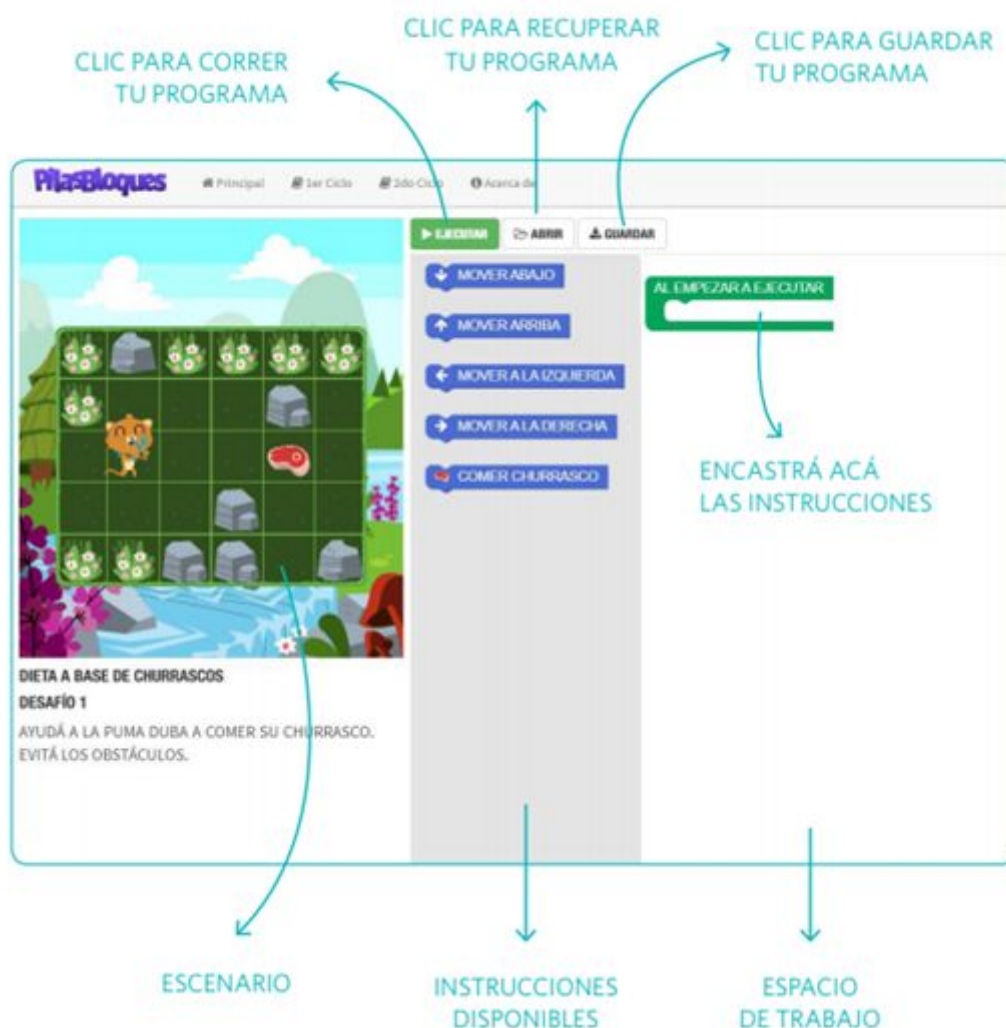 CLIC PARA CORRER
TU PROGRAMA
CLIC PARA RECUPERAR
TU PROGRAMA
CLIC PARA GUARDAR
TU PROGRAMA
PilasBloques
Principal
1er Ciclo
2do Ciclo
Acerca de
EJECUTAR
ABRIR
GUARDAR
MOVER ABAJO
MOVER ARRIBA
MOVER A LA IZQUIERDA
MOVER A LA DERECHA
COMER CHURRASCO
AL EMPEZAR A EJECUTAR
ENCASTRÁ ACÁ
LAS INSTRUCCIONES
DIETA A BASE DE CHURRASCOS
DESAFÍO 1
AYUDÁ A LA PUMA DUBA A COMER SU CHURRASCO.
EVITÁ LOS OBSTÁCULOS.
ESCENARIO
INSTRUCCIONES
DISPONIBLES
ESPACIO
DE TRABAJO